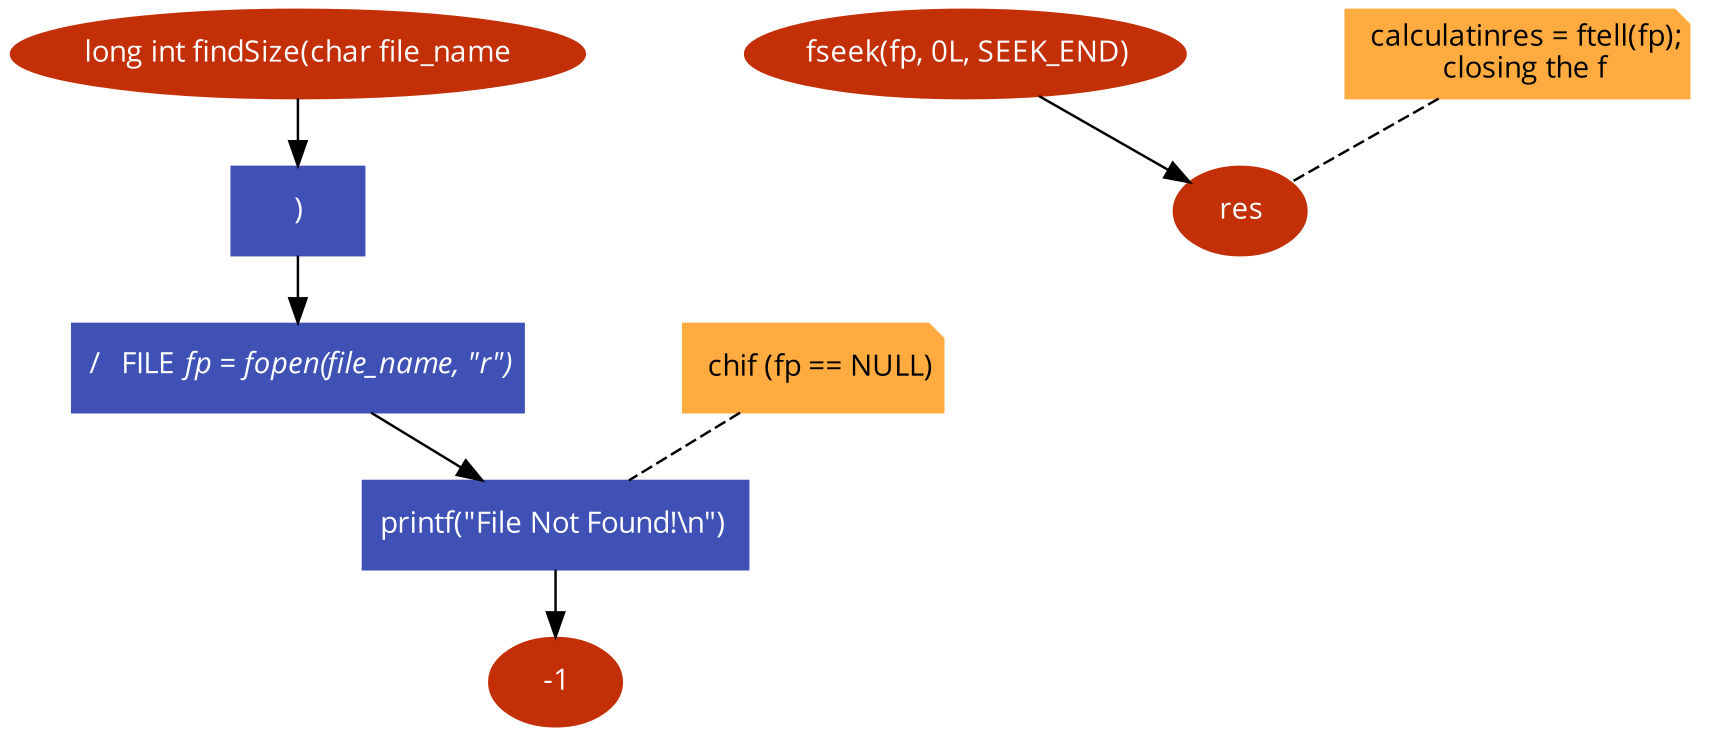 long int findSize(char file_name
fseek(fp, 0L, SEEK_END)
calculatinres = ftell(fp);
closing the f
)
res
/ FILE fp = fopen(file_name, "r")
chif (fp == NULL)
printf("File Not Found!\n")
-1